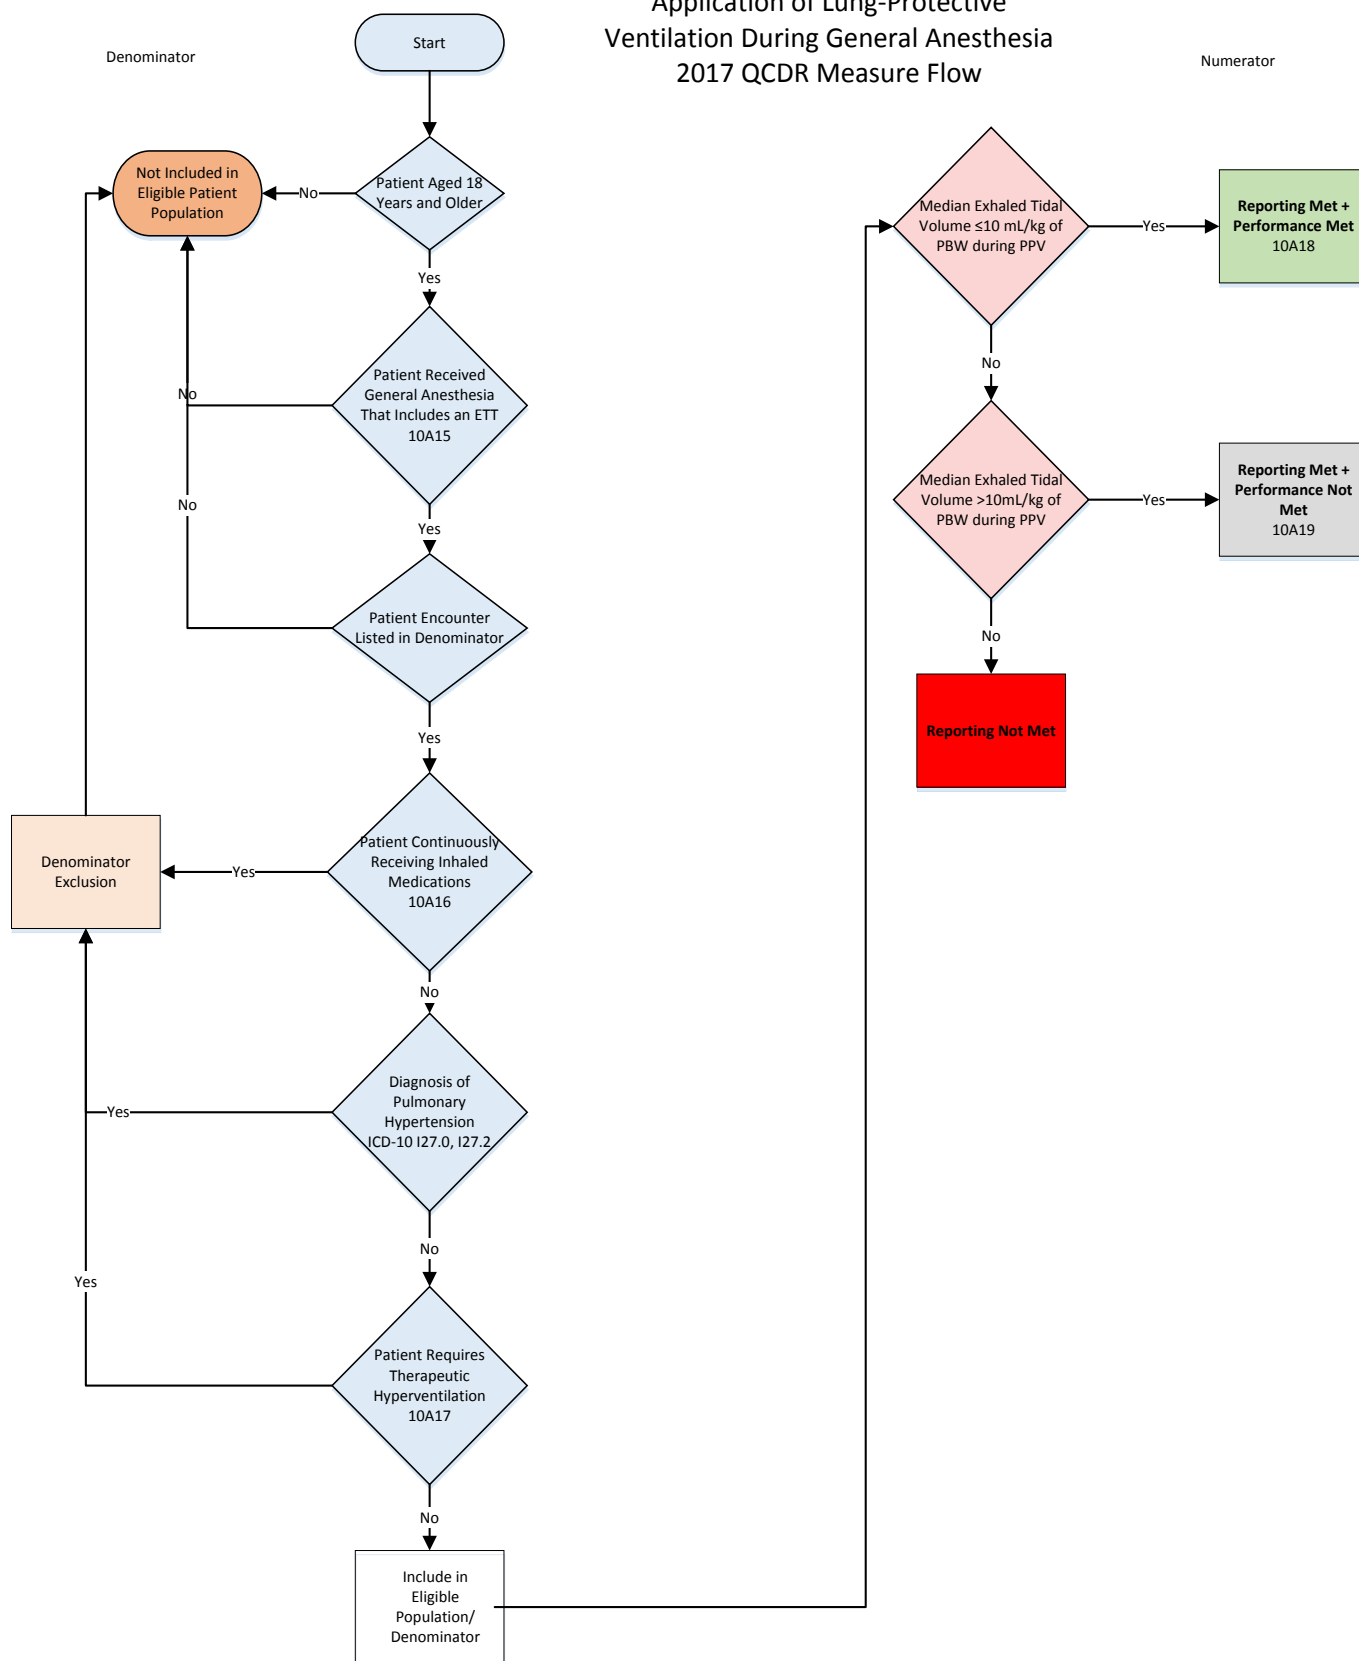 Application of Lung-Protective
Ventilation During General Anesthesia
2017 QCDR Measure Flow
Denominator
Numerator
Start
Patient Aged 18
Years and Older
No
Not Included in
Eligible Patient
Population
Yes
Patient Received
General Anesthesia
That Includes an ETT
10A15
No
Yes
Patient Encounter
Listed in Denominator
No
Yes
Patient Continuously
Receiving Inhaled
Medications
10A16
Yes
Denominator
Exclusion
No
Diagnosis of
Pulmonary
Hypertension
ICD-10 I27.0, I27.2
Yes
No
Patient Requires
Therapeutic
Hyperventilation
10A17
Yes
No
Include in
Eligible
Population/
Denominator
Median Exhaled Tidal
Volume ≤10 mL/kg of
PBW during PPV
Yes
Reporting Met +
Performance Met
10A18
No
Median Exhaled Tidal
Volume >10mL/kg of
PBW during PPV
Yes
Reporting Met +
Performance Not
Met
10A19
No
Reporting Not Met